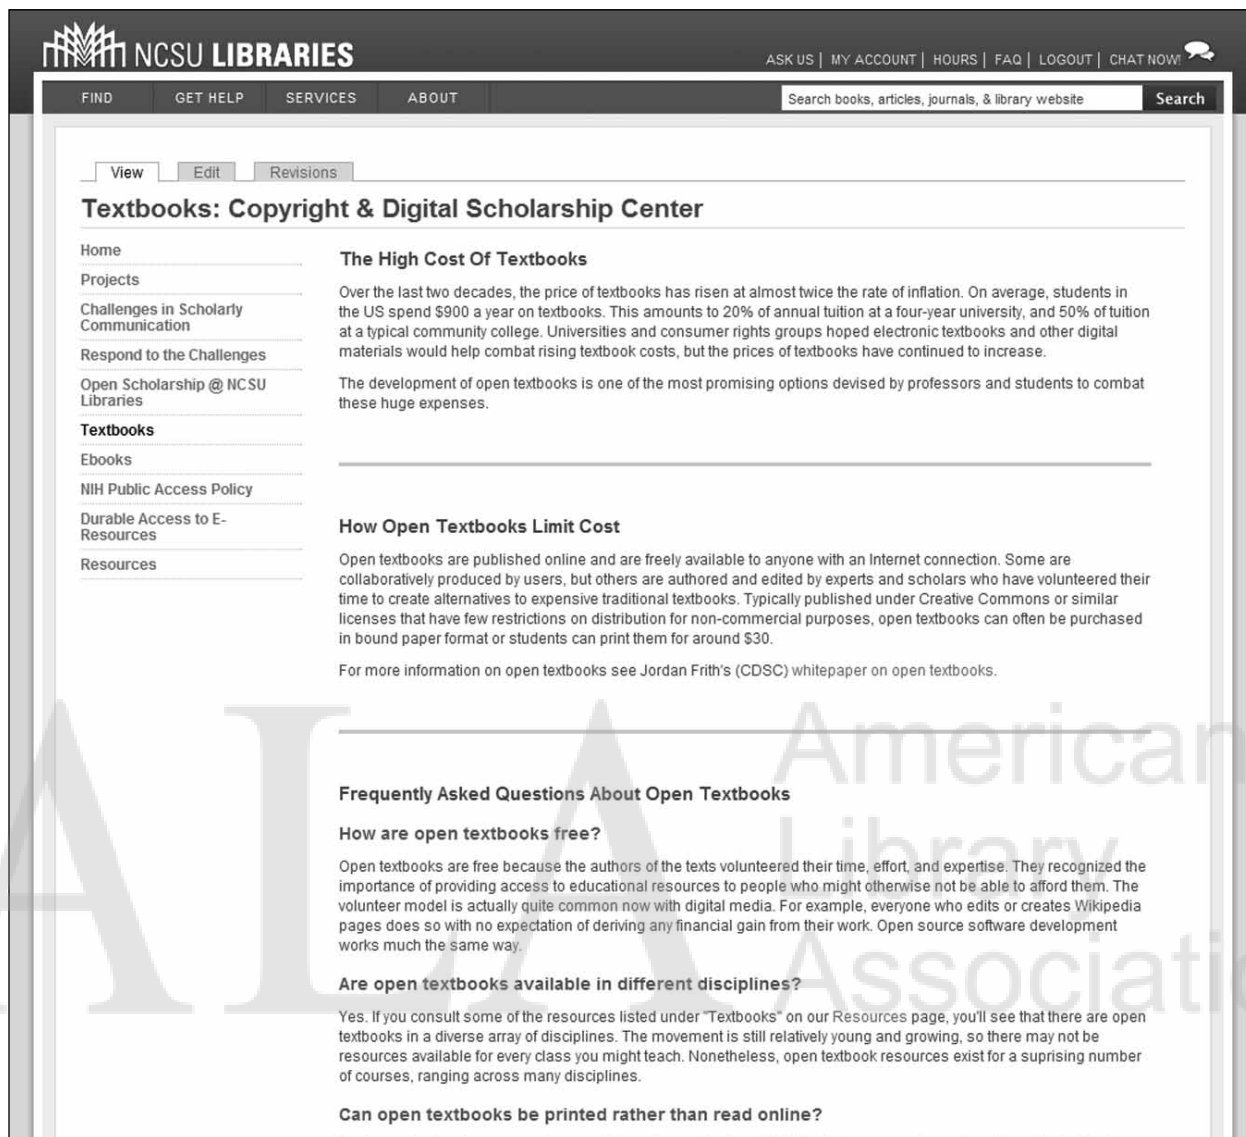 NCSU LIBRARIES
ASK US | MY ACCOUNT | HOURS | FAQ | LOGOUT | CHAT NOW!
FIND GET HELP SERVICES ABOUT
Search books, articles, journals, & library website Search
View Edit Revisions
Textbooks: Copyright & Digital Scholarship Center
Home
Projects
Challenges in Scholarly
Communication
Respond to the Challenges
Open Scholarship @ NCSU
Libraries
Textbooks
Ebooks
NIH Public Access Policy
Durable Access to E-
Resources
Resources
The High Cost Of Textbooks
Over the last two decades, the price of textbooks has risen at almost twice the rate of inflation. On average, students in
the US spend $900 a year on textbooks. This amounts to 20% of annual tuition at a four-year university, and 50% of tuition
at a typical community college. Universities and consumer rights groups hoped electronic textbooks and other digital
materials would help combat rising textbook costs, but the prices of textbooks have continued to increase.
The development of open textbooks is one of the most promising options devised by professors and students to combat
these huge expenses.
How Open Textbooks Limit Cost
Open textbooks are published online and are freely available to anyone with an Internet connection. Some are
collaboratively produced by users, but others are authored and edited by experts and scholars who have volunteered their
time to create alternatives to expensive traditional textbooks. Typically published under Creative Commons or similar
licenses that have few restrictions on distribution for non-commercial purposes, open textbooks can often be purchased
in bound paper format or students can print them for around $30.
For more information on open textbooks see Jordan Frith's (CDSC) whitepaper on open textbooks.
Frequently Asked Questions About Open Textbooks
How are open textbooks free?
Open textbooks are free because the authors of the texts volunteered their time, effort, and expertise. They recognized the
importance of providing access to educational resources to people who might otherwise not be able to afford them. The
volunteer model is actually quite common now with digital media. For example, everyone who edits or creates Wikipedia
pages does so with no expectation of deriving any financial gain from their work. Open source software development
works much the same way.
Are open textbooks available in different disciplines?
Yes. If you consult some of the resources listed under "Textbooks" on our Resources page, you'll see that there are open
textbooks in a diverse array of disciplines. The movement is still relatively young and growing, so there may not be
resources available for every class you might teach. Nonetheless, open textbook resources exist for a suprising number
of courses, ranging across many disciplines.
Can open textbooks be printed rather than read online?
ALA American
Library
Associatio